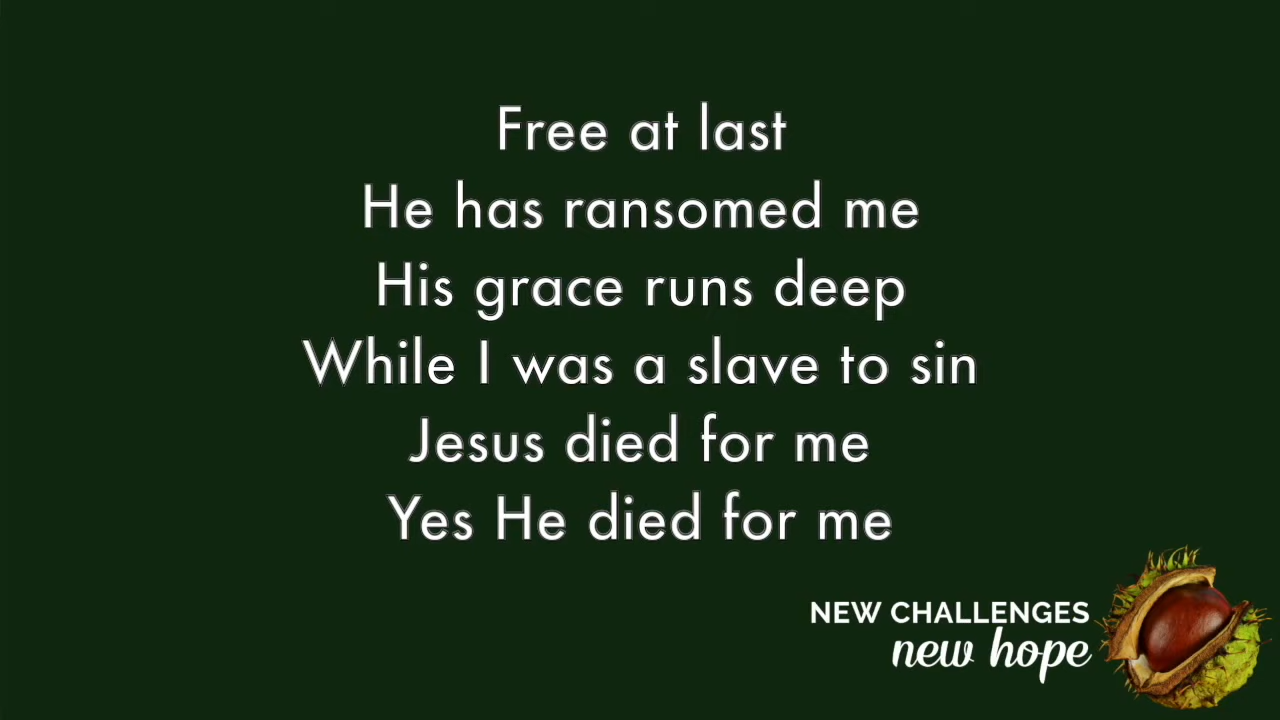 Free at last
He has ransomed me
His grace runs deep
While I was a slave to sin
Jesus died for me
Yes He died for me
NEW CHALLENGES
new hope